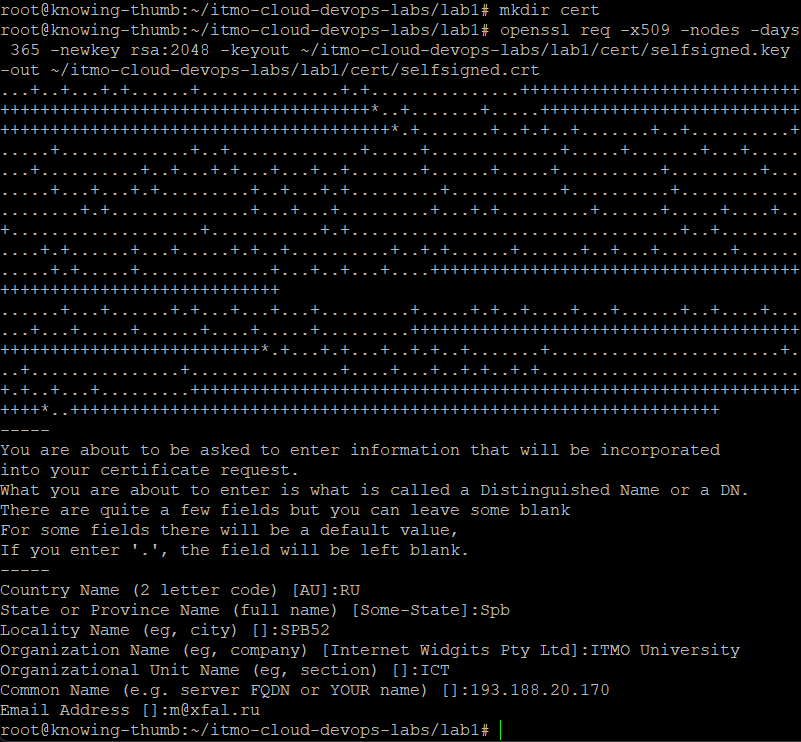 root@knowing-thumb:~/itmo-cloud-devops-labs/lab1# mkdir cert
root@knowing-thumb:~/itmo-cloud-devops-labs/lab1# openssl req -x509 -nodes -days
 365 -newkey rsa:2048 -keyout ~/itmo-cloud-devops-labs/lab1/cert/selfsigned.key
-out ~/itmo-cloud-devops-labs/lab1/cert/selfsigned.crt
-----
You are about to be asked to enter information that will be incorporated
into your certificate request.
What you are about to enter is what is called a Distinguished Name or a DN.
There are quite a few fields but you can leave some blank
For some fields there will be a default value,
If you enter '.', the field will be left blank.
-----
Country Name (2 letter code) [AU]:RU
State or Province Name (full name) [Some-State]:Spb
Locality Name (eg, city) []:SPB52
Organization Name (eg, company) [Internet Widgits Pty Ltd]:ITMO University
Organizational Unit Name (eg, section) []:ICT
Common Name (e.g. server FQDN or YOUR name) []:193.188.20.170
Email Address []:m@xfal.ru
root@knowing-thumb:~/itmo-cloud-devops-labs/lab1#